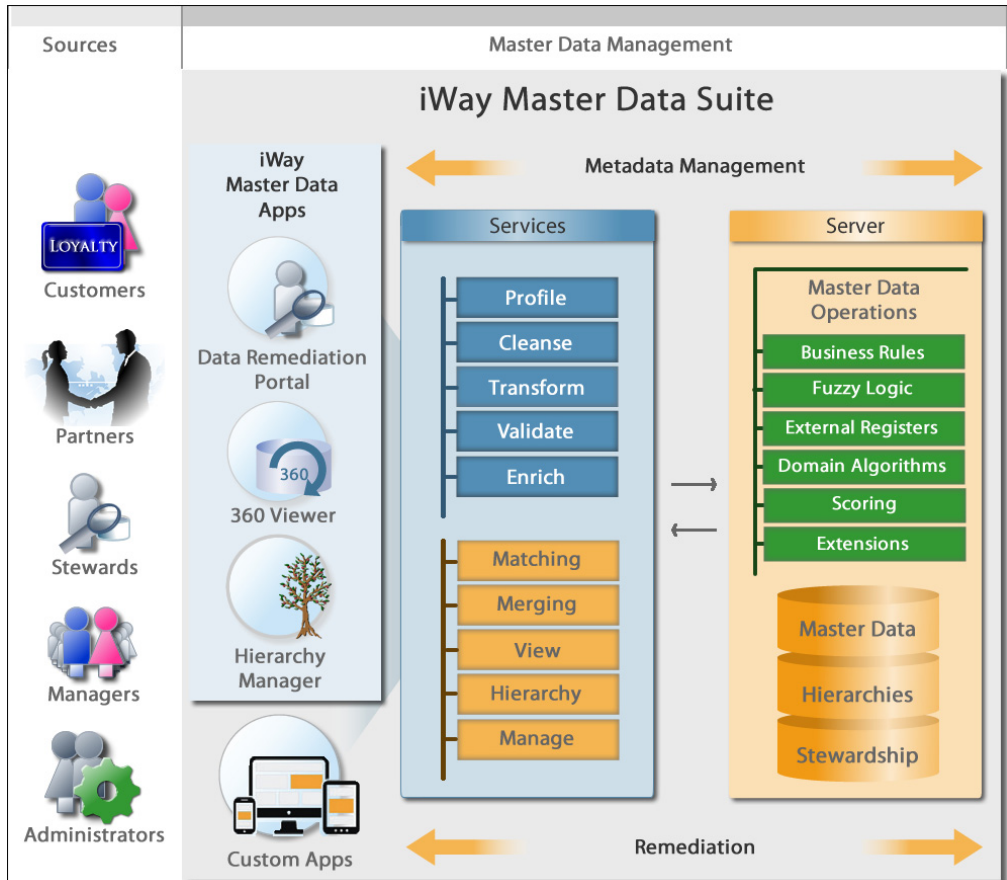 Sources
Master Data Management
iWay Master Data Suite
LOYALTY
Customers
Partners
Stewards
Managers
Administrators
iWay
Master Data
Apps
Data Remediation
Portal
360
360 Viewer
Hierarchy
Manager
Custom Apps
Metadata Management
Services
Profile
Cleanse
Transform
Validate
Enrich
Matching
Merging
View
Hierarchy
Manage
Server
Master Data
Operations
Business Rules
Fuzzy Logic
External Registers
Domain Algorithms
Scoring
Extensions
Master Data
Hierarchies
Stewardship
Remediation